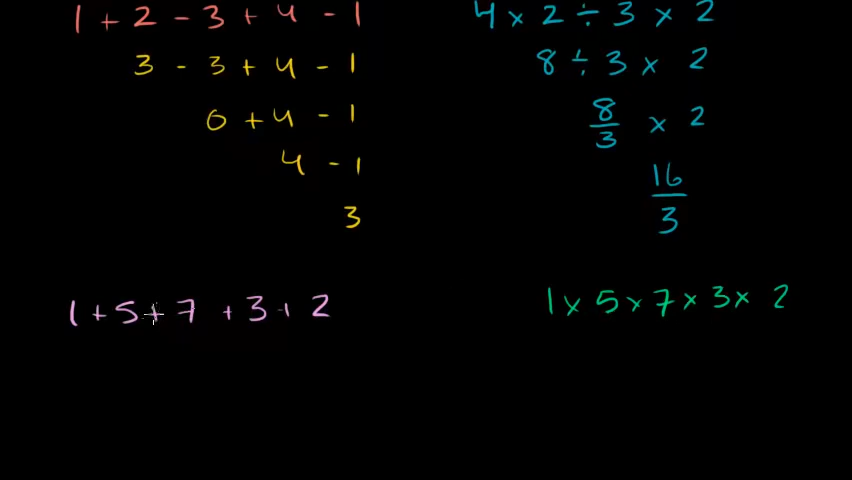 1 + 2 - 3 + 4 - 1
3 - 3 + 4 - 1
0 + 4 - 1
4 - 1
3
1 + 5 + 7 + 3 + 2
4 × 2 ÷ 3 × 2
8 ÷ 3 × 2
8/3 × 2
16/3
1 × 5 × 7 × 3 × 2